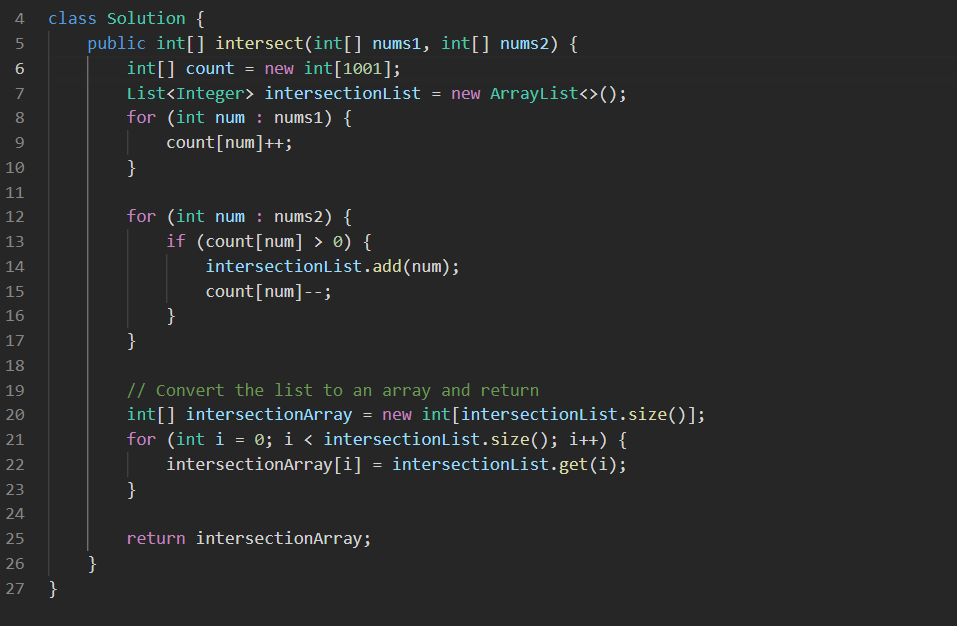 4 class Solution {
5     public int[] intersect(int[] nums1, int[] nums2) {
6         int[] count = new int[1001];
7         List<Integer> intersectionList = new ArrayList<>();
8         for (int num : nums1) {
9             count[num]++;
10         }
11
12         for (int num : nums2) {
13             if (count[num] > 0) {
14                 intersectionList.add(num);
15                 count[num]--;
16             }
17         }
18
19         // Convert the list to an array and return
20         int[] intersectionArray = new int[intersectionList.size()];
21         for (int i = 0; i < intersectionList.size(); i++) {
22             intersectionArray[i] = intersectionList.get(i);
23         }
24
25         return intersectionArray;
26     }
27 }